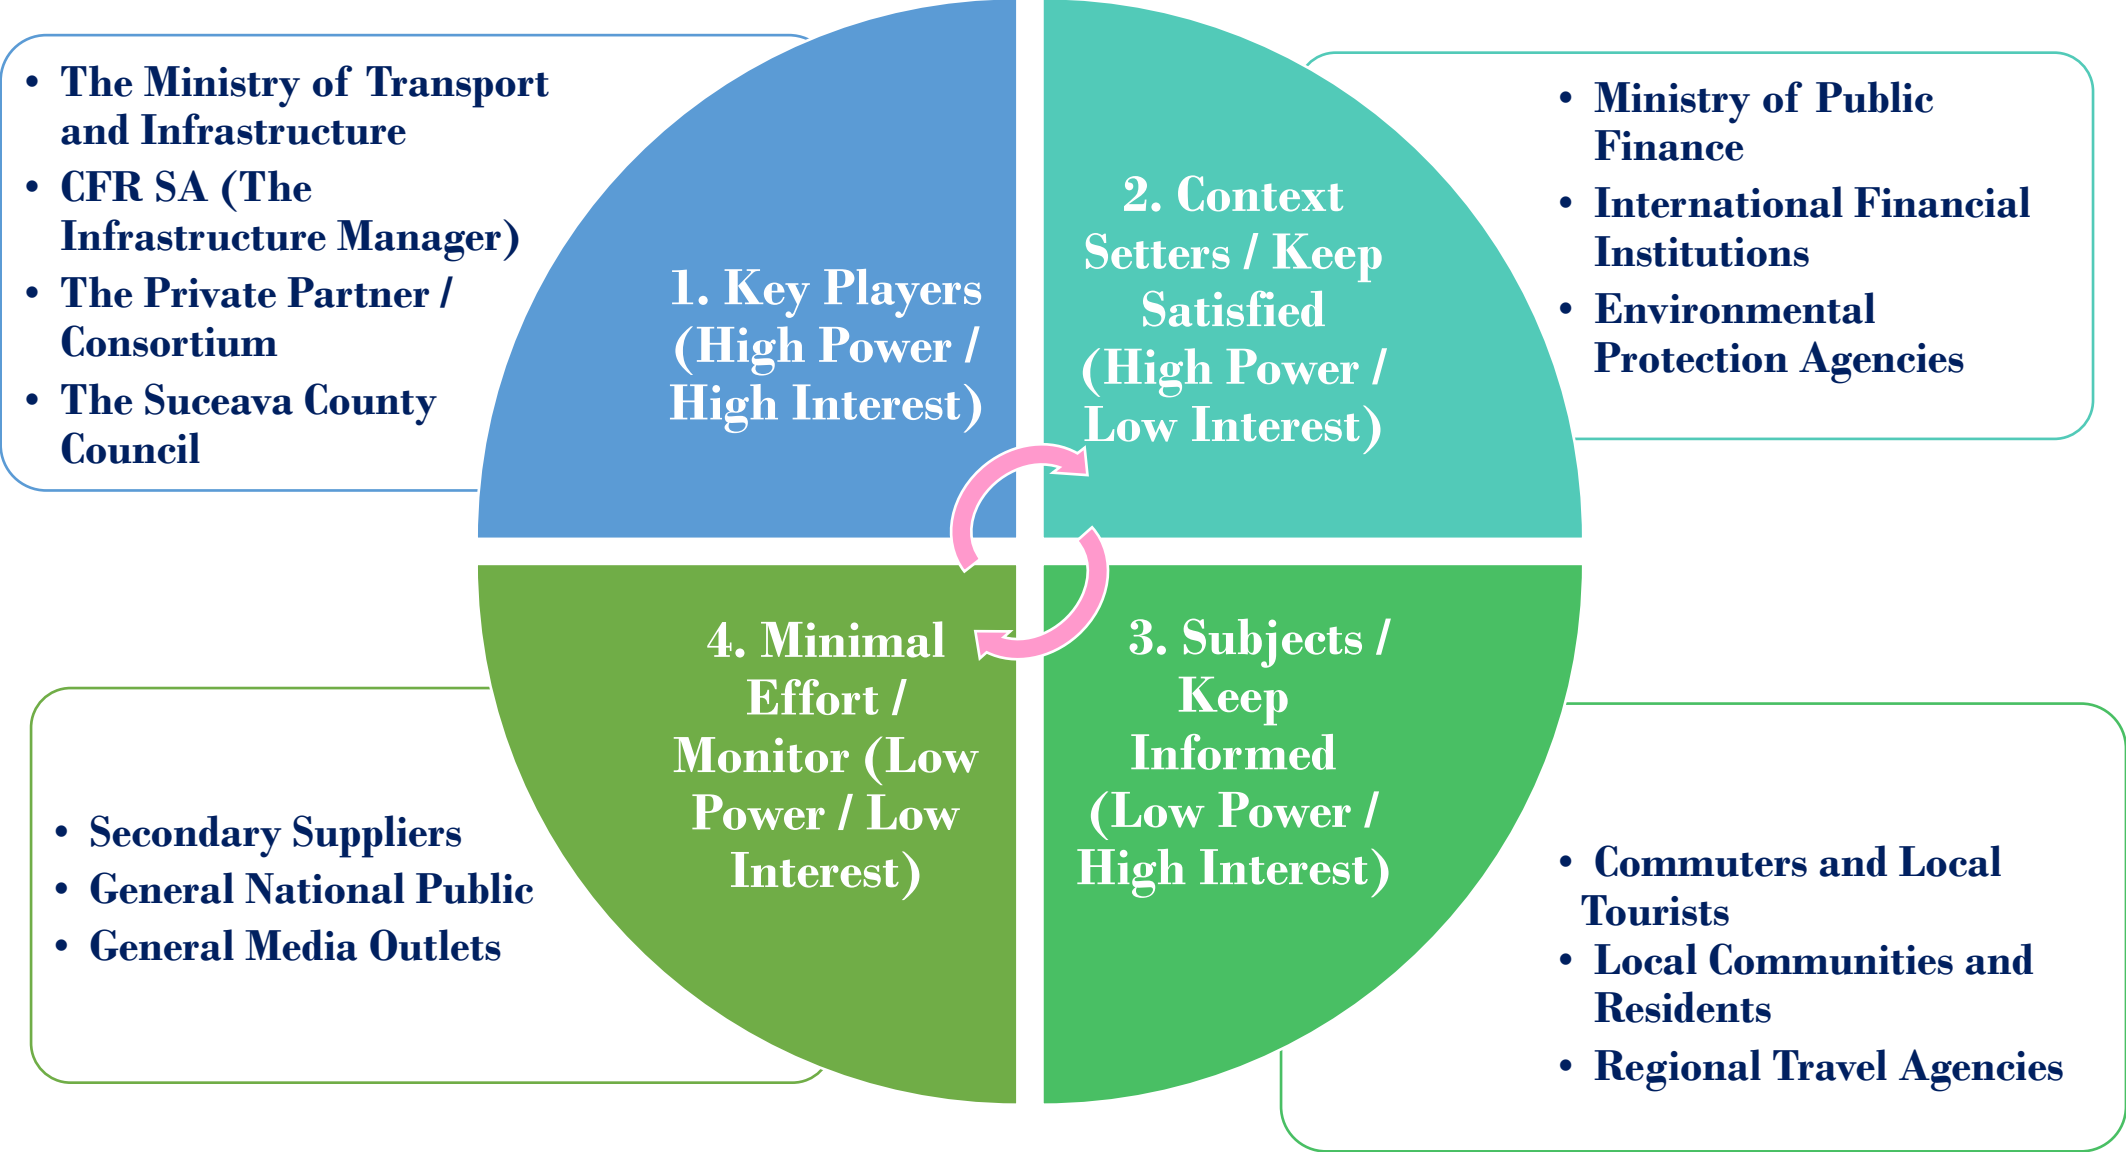 • The Ministry of Transport
and Infrastructure
• CFR SA (The
Infrastructure Manager)
• The Private Partner /
Consortium
• The Suceava County
Council
1. Key Players
(High Power /
High Interest)
2. Context
Setters / Keep
Satisfied
(High Power /
Low Interest)
• Ministry of Public
Finance
• International Financial
Institutions
• Environmental
Protection Agencies
• Secondary Suppliers
• General National Public
• General Media Outlets
4. Minimal
Effort /
Monitor (Low
Power / Low
Interest)
3. Subjects /
Keep
Informed
(Low Power /
High Interest)
• Commuters and Local
Tourists
• Local Communities and
Residents
• Regional Travel Agencies